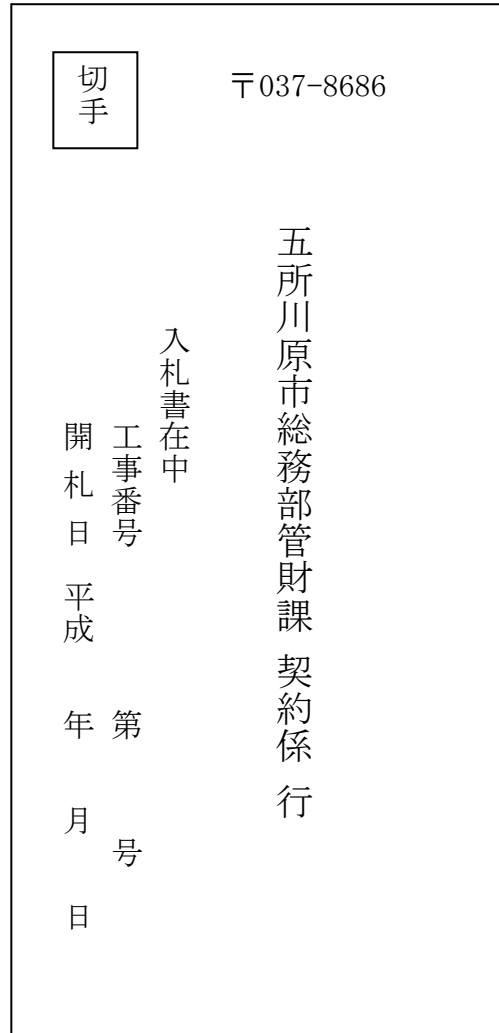 切手
〒037-8686
五所川原市総務部管財課 契約係 行
入札書在中
工事番号 第 号
開札日 平成 年 月 日